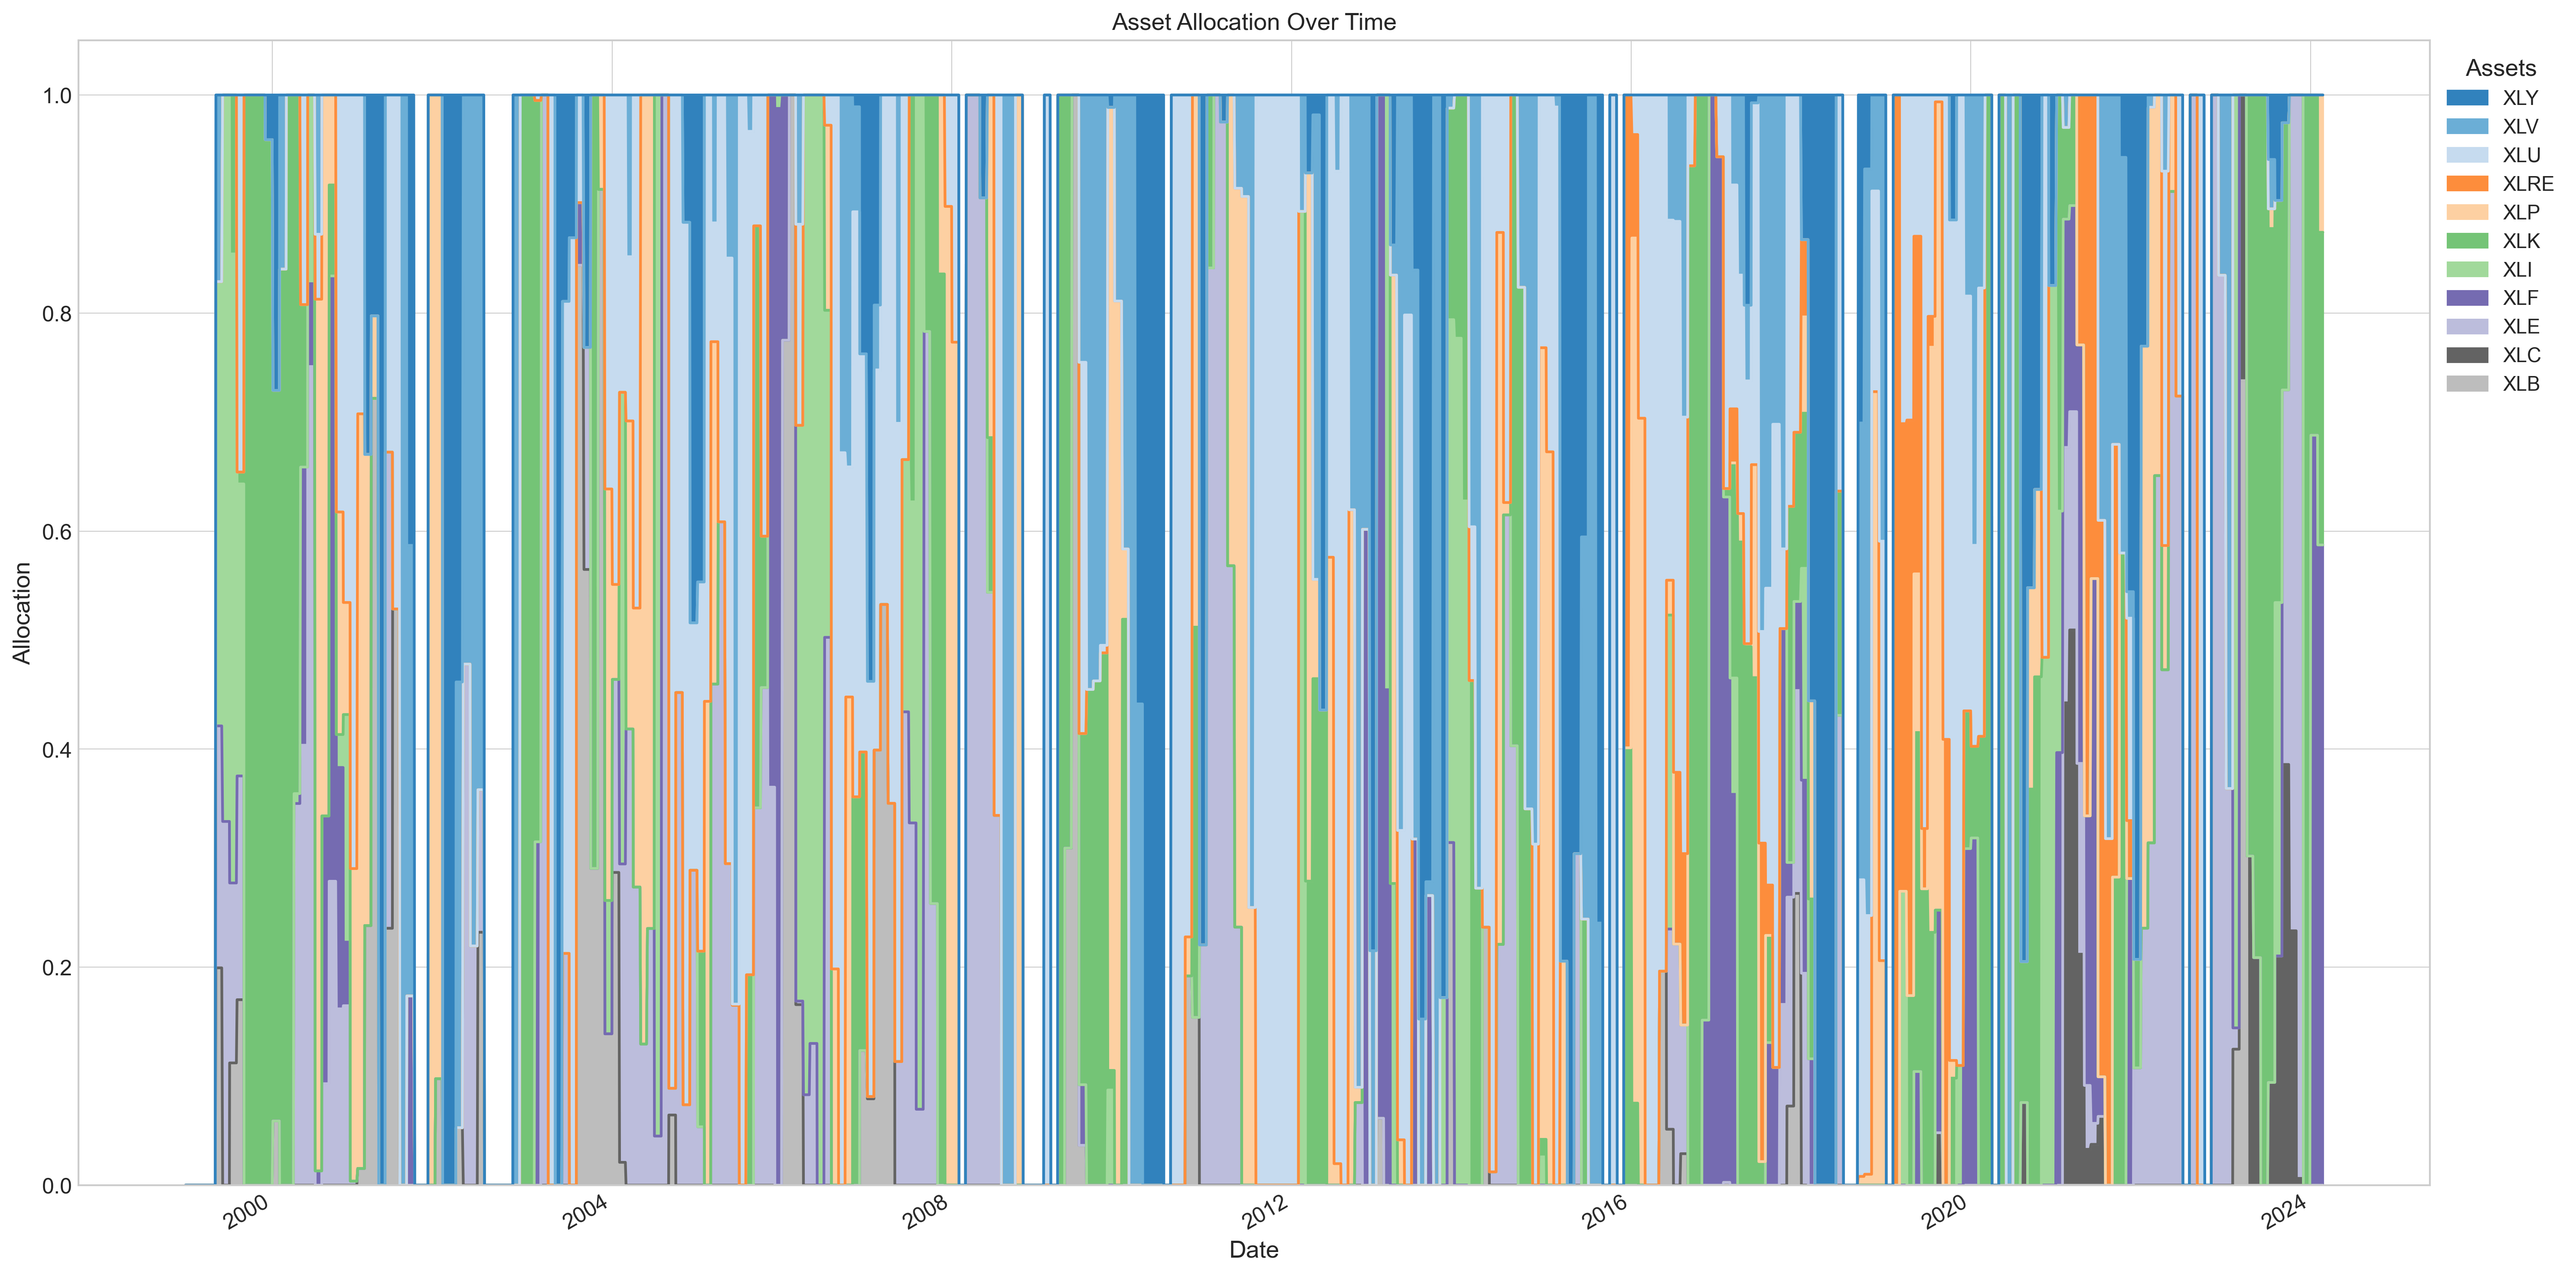 Asset Allocation Over Time
Assets
XLY
XLV
XLU
XLRE
XLP
XLK
XLI
XLF
XLE
XLC
XLB
Allocation
1.0
0.8
0.6
0.4
0.2
0.0
2000
2004
2008
2012
2016
2020
2024
Date